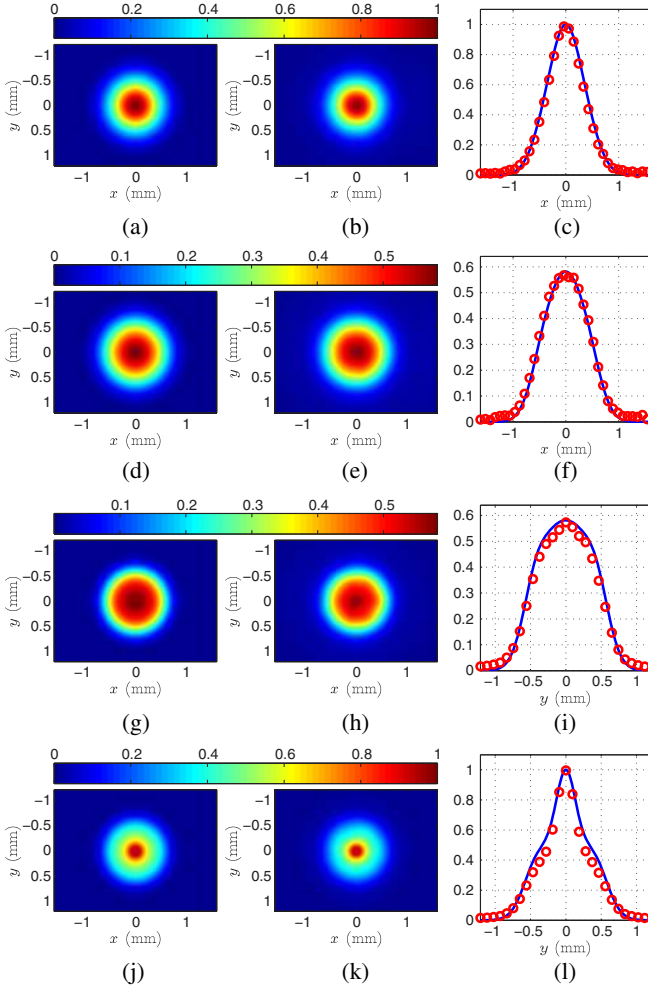 0 0.2 0.4 0.6 0.8 1
−1 −0.5 0 0.5 1
y (mm)
−1 0 1
x (mm)
(a)
−1 −0.5 0 0.5 1
y (mm)
−1 0 1
x (mm)
(b)
1 0.8 0.6 0.4 0.2 0
−1 0 1
x (mm)
(c)
0 0.125 0.3 0.4 0.5
−1 −0.5 0 0.5 1
y (mm)
−1 0 1
x (mm)
(d)
−1 −0.5 0 0.5 1
y (mm)
−1 0 1
x (mm)
(e)
0.6 0.5 0.4 0.3 0.2 0.1 0
−1 0 1
x (mm)
(f)
0.1 0.2 0.3 0.4 0.5
−1 −0.5 0 0.5 1
y (mm)
−1 0 1
x (mm)
(g)
−1 −0.5 0 0.5 1
y (mm)
−1 0 1
x (mm)
(h)
0.6 0.5 0.4 0.3 0.2 0.1 0
−1 −0.5 0 0.5 1
y (mm)
(i)
0 0.2 0.4 0.6 0.8 1
−1 −0.5 0 0.5 1
y (mm)
−1 0 1
x (mm)
(j)
−1 −0.5 0 0.5 1
y (mm)
−1 0 1
x (mm)
(k)
1 0.8 0.6 0.4 0.2 0
−1 −0.5 0 0.5 1
y (mm)
(l)